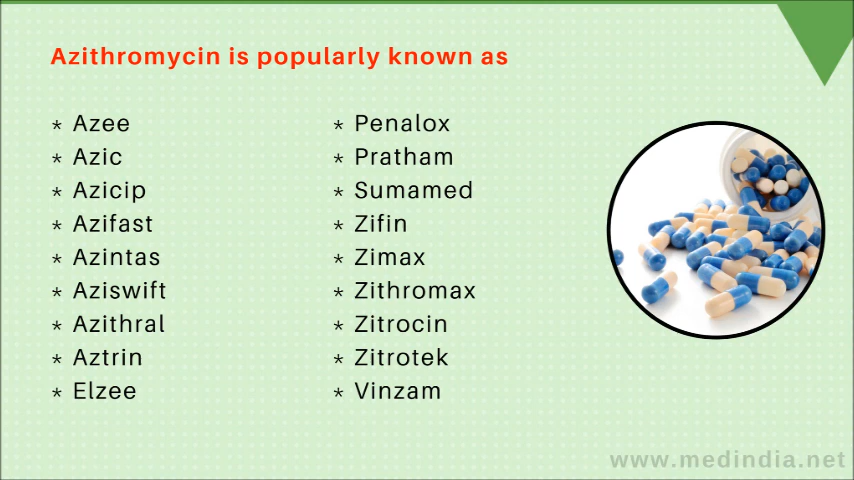 Azithromycin is popularly known as
* Azee
* Azic
* Azicip
* Azifast
* Azintas
* Aziswift
* Azithral
* Aztrin
* Elzee
* Penalox
* Pratham
* Sumamed
* Zifin
* Zimax
* Zithromax
* Zitrocin
* Zitrotek
* Vinzam
www.medindia.net